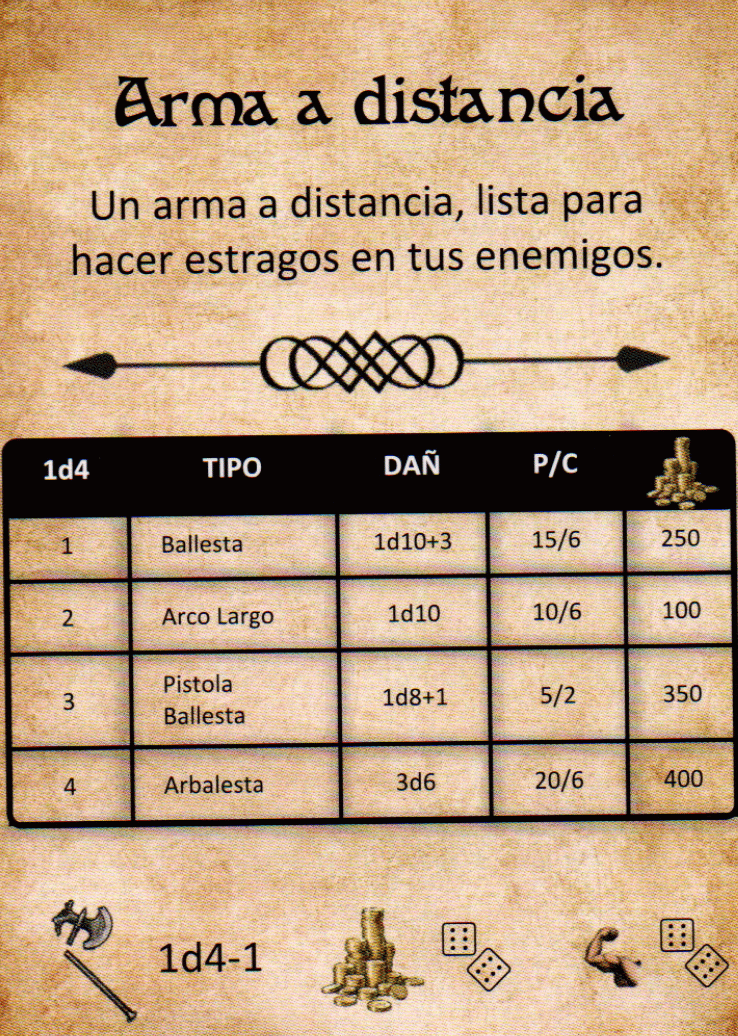 Arma a distancia
Un arma a distancia, lista para
hacer estragos en tus enemigos.
1d4 TIPO DAÑ P/C
1 Ballesta 1d10+3 15/6 250
2 Arco Largo 1d10 10/6 100
3 Pistola Ballesta 1d8+1 5/2 350
4 Arbalesta 3d6 20/6 400
1d4-1